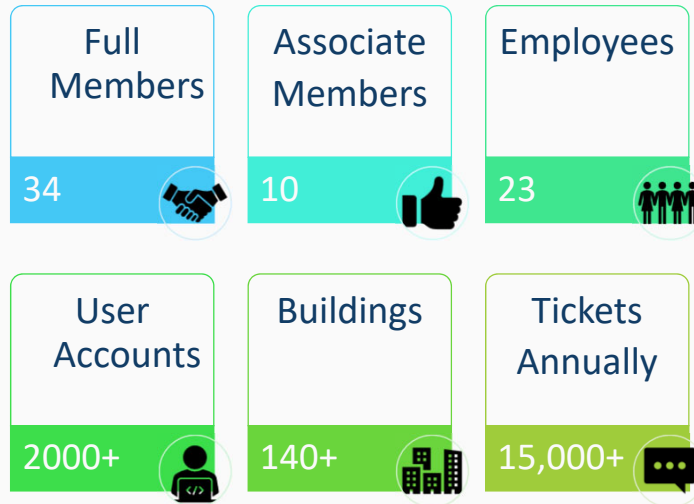 Full
Members
34
Associate
Members
10
Employees
23
User
Accounts
2000+
Buildings
140+
Tickets
Annually
15,000+